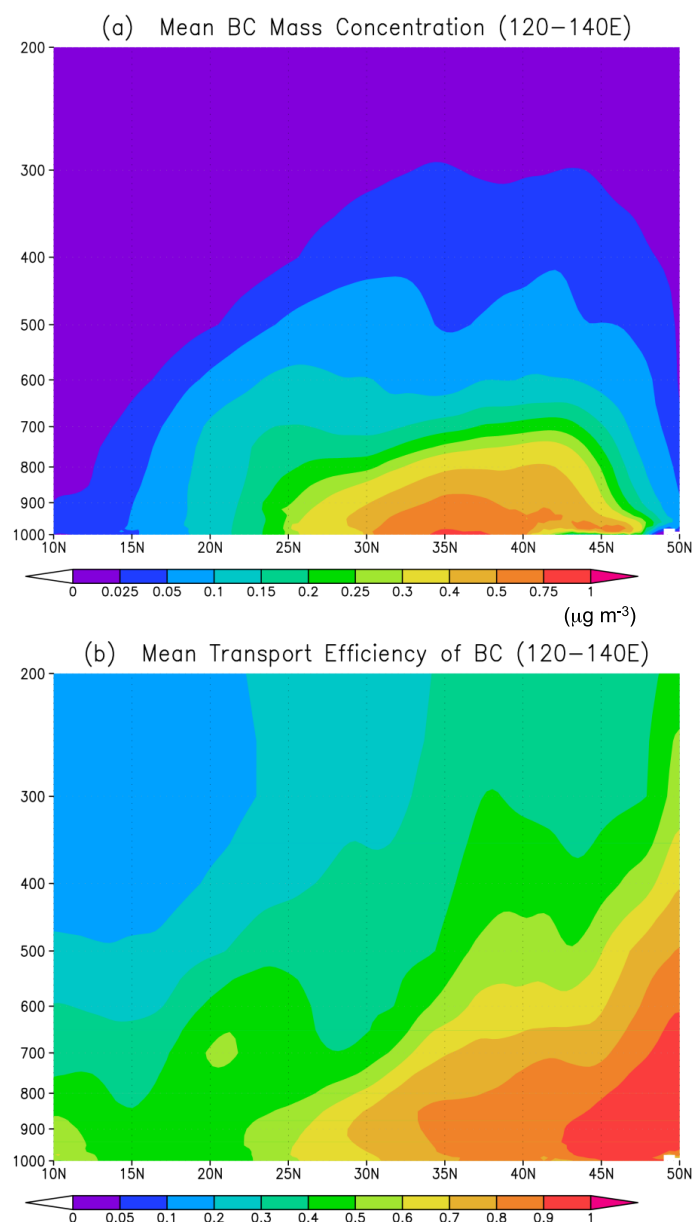 (a) Mean BC Mass Concentration (120−140E)
200
300
400
500
600
700
800
900
1000
10N 15N 20N 25N 30N 35N 40N 45N 50N
0 0.025 0.05 0.1 0.15 0.2 0.25 0.3 0.4 0.5 0.75 1
(μg m-3)
(b) Mean Transport Efficiency of BC (120−140E)
200
300
400
500
600
700
800
900
1000
10N 15N 20N 25N 30N 35N 40N 45N 50N
0 0.05 0.1 0.2 0.3 0.4 0.5 0.6 0.7 0.8 0.9 1